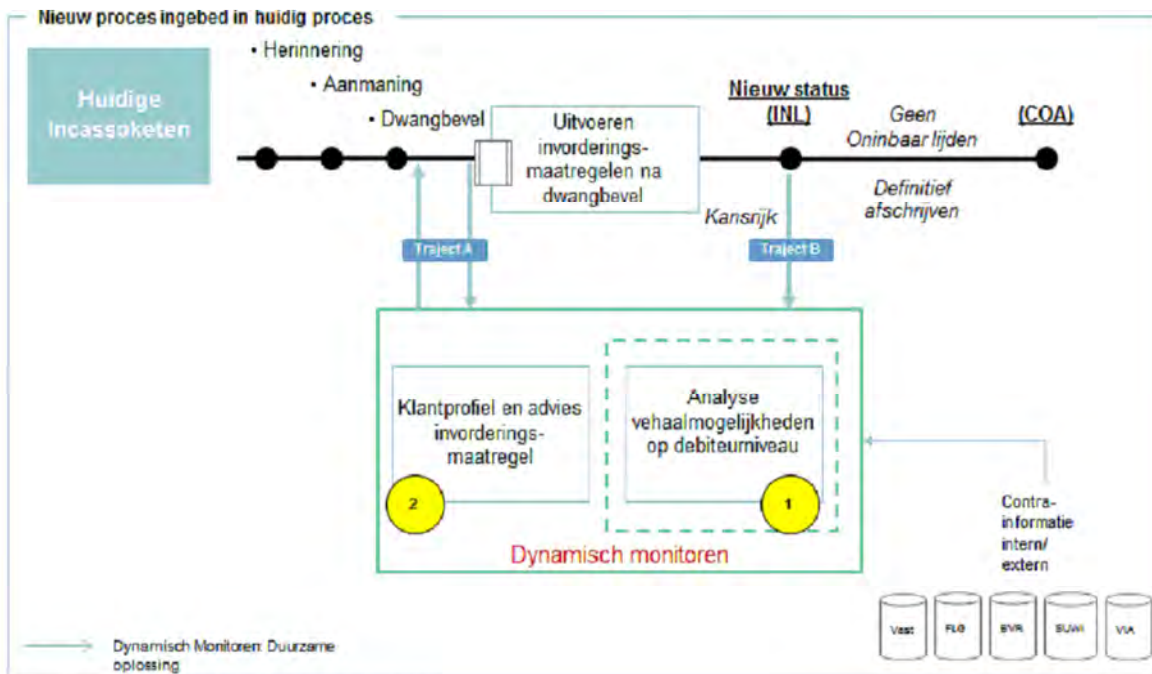 Nieuw proces ingebed in huidig proces
Huidige
Incassoketen
• Herinnering
• Aanmaning
• Dwangbevel
Uitvoeren
invorderings-
maatregelen na
dwangbevel
Nieuw status
(INL)
Geen
Oninbaar lijden
(COA)
Definitief
afschrijven
Kansrijk
Traject A
Traject B
Klantprofiel en advies
invorderings-
maatregel
2
Analyse
vehaalmogelijkheden
op debiteurniveau
1
Dynamisch monitoren
Contra-
informatie
intern/
extern
Vast
FLG
BVR
SUWI
VIA
Dynamisch Monitoren: Duurzame
oplossing